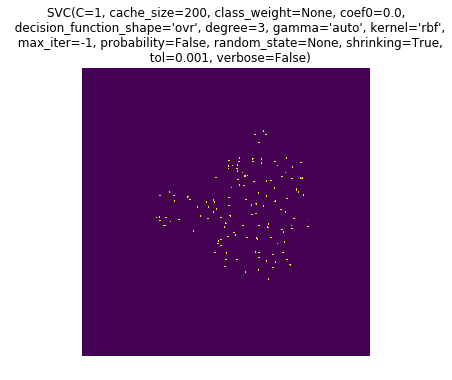 SVC(C=1, cache_size=200, class_weight=None, coef0=0.0,
decision_function_shape='ovr', degree=3, gamma='auto', kernel='rbf',
max_iter=-1, probability=False, random_state=None, shrinking=True,
tol=0.001, verbose=False)